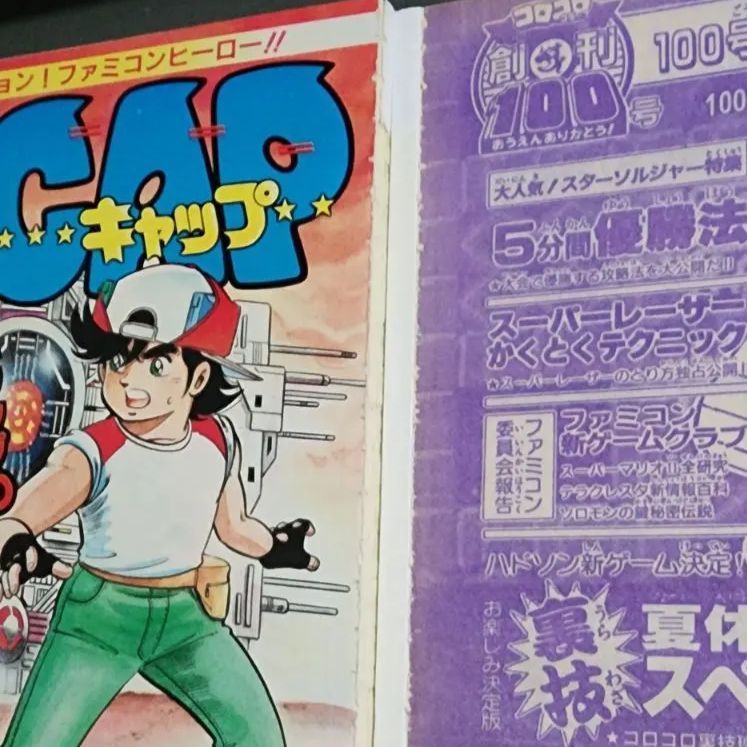 ョン!ファミコンヒーロー!!
CAP
キャップ
コロコロ
創刊
100
号
おうえんありがとう!
100号
100
大人気!スターソルジャー特集
5分間優勝法
★大会で優勝する攻略法を大公開だ!!
スーパーレーザー
かくとくテクニック
★スーパーレーザーのとり方独占公開!
ファミコン
委員会報告
ファミコン
新ゲームクラブ
スーパーマリオ山全研究
テラクレスタ新情報百科
ソロモンの鍵秘密伝説
ハドソン新ゲーム決定!
お楽しみ決定版
裏技
うらわざ
夏休
スペ
★コロコロ裏技